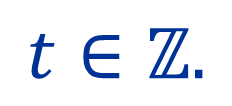 t ∈ ℤ.